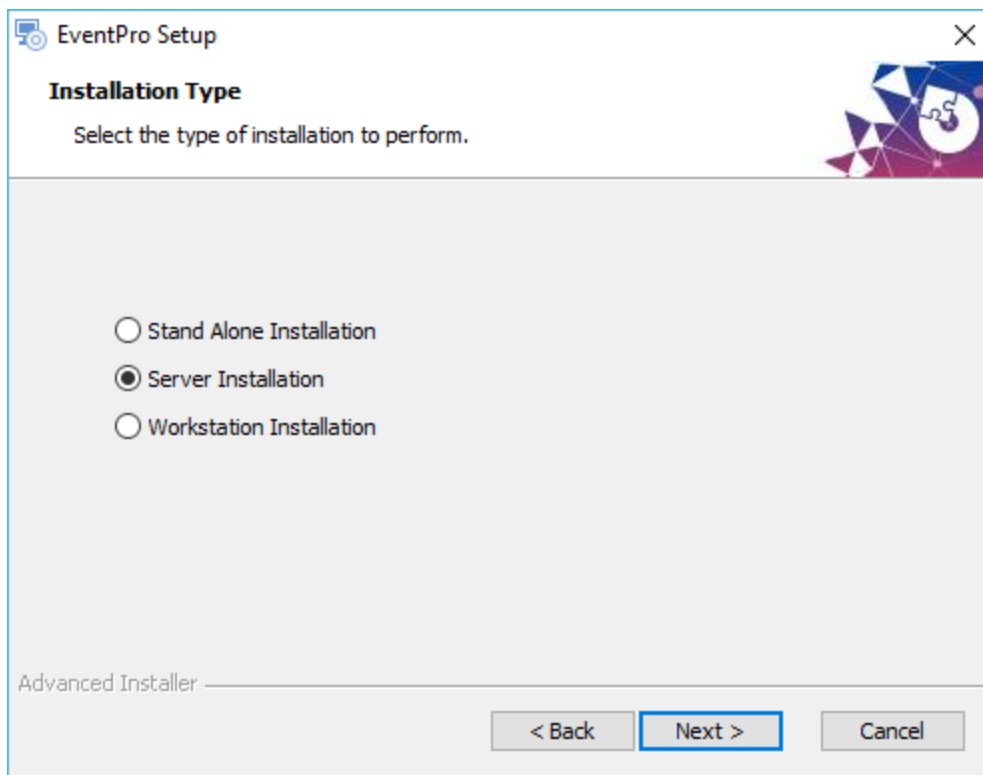 EventPro Setup
Installation Type
Select the type of installation to perform.
Stand Alone Installation
Server Installation
Workstation Installation
Advanced Installer
< Back Next > Cancel